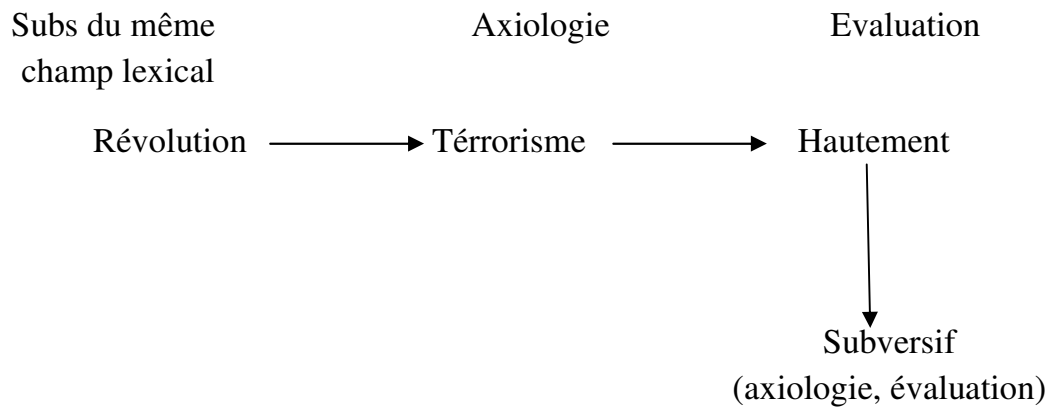 Subs du même Axiologie Evaluation
champ lexical
Révolution Térrorisme Hautement
Subversif
(axiologie, évaluation)